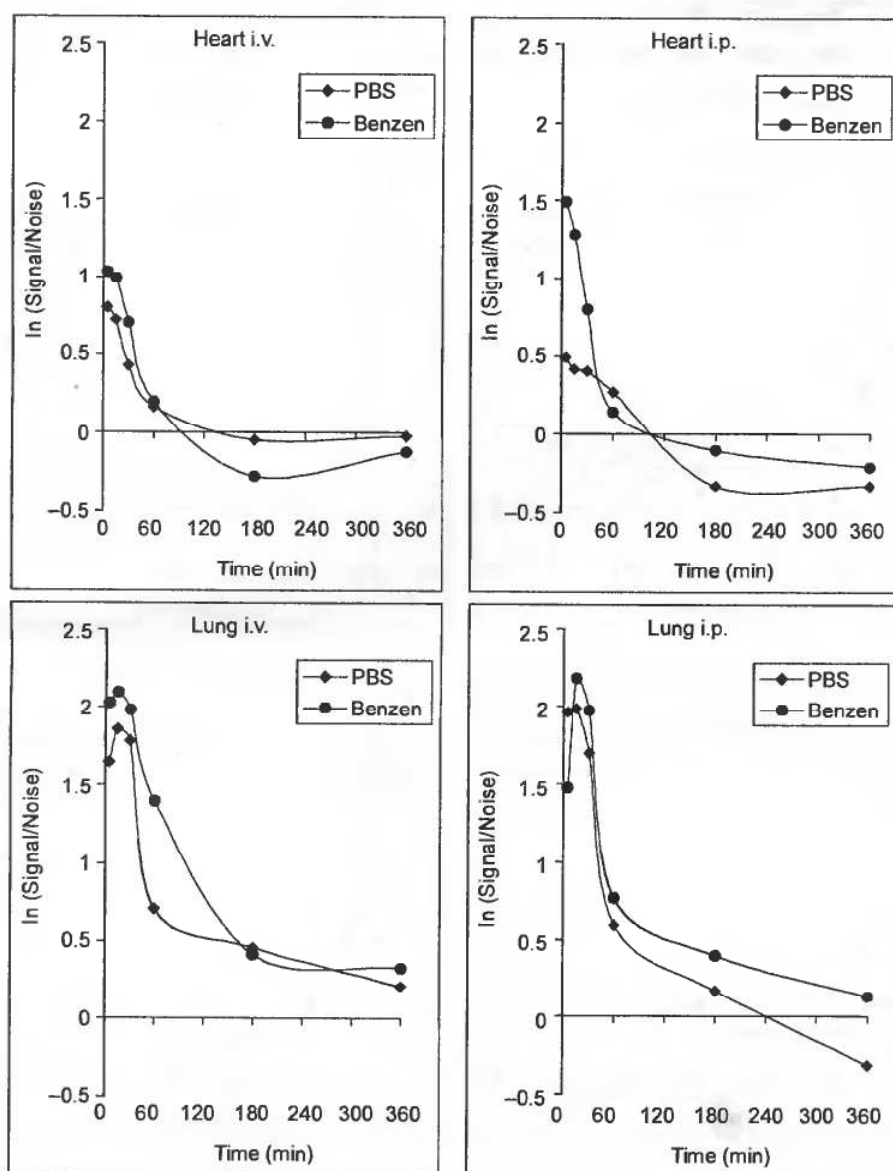 Heart i.v.
2.5
2
1.5
1
0.5
0
–0.5
ln (Signal/Noise)
PBS
Benzen
0 60 120 180 240 300 360
Time (min)
Heart i.p.
2.5
2
1.5
1
0.5
0
–0.5
ln (Signal/Noise)
PBS
Benzen
0 60 120 180 240 300 360
Time (min)
Lung i.v.
2.5
2
1.5
1
0.5
0
–0.5
ln (Signal/Noise)
PBS
Benzen
0 60 120 180 240 300 360
Time (min)
Lung i.p.
2.5
2
1.5
1
0.5
0
–0.5
ln (Signal/Noise)
PBS
Benzen
0 60 120 180 240 300 360
Time (min)